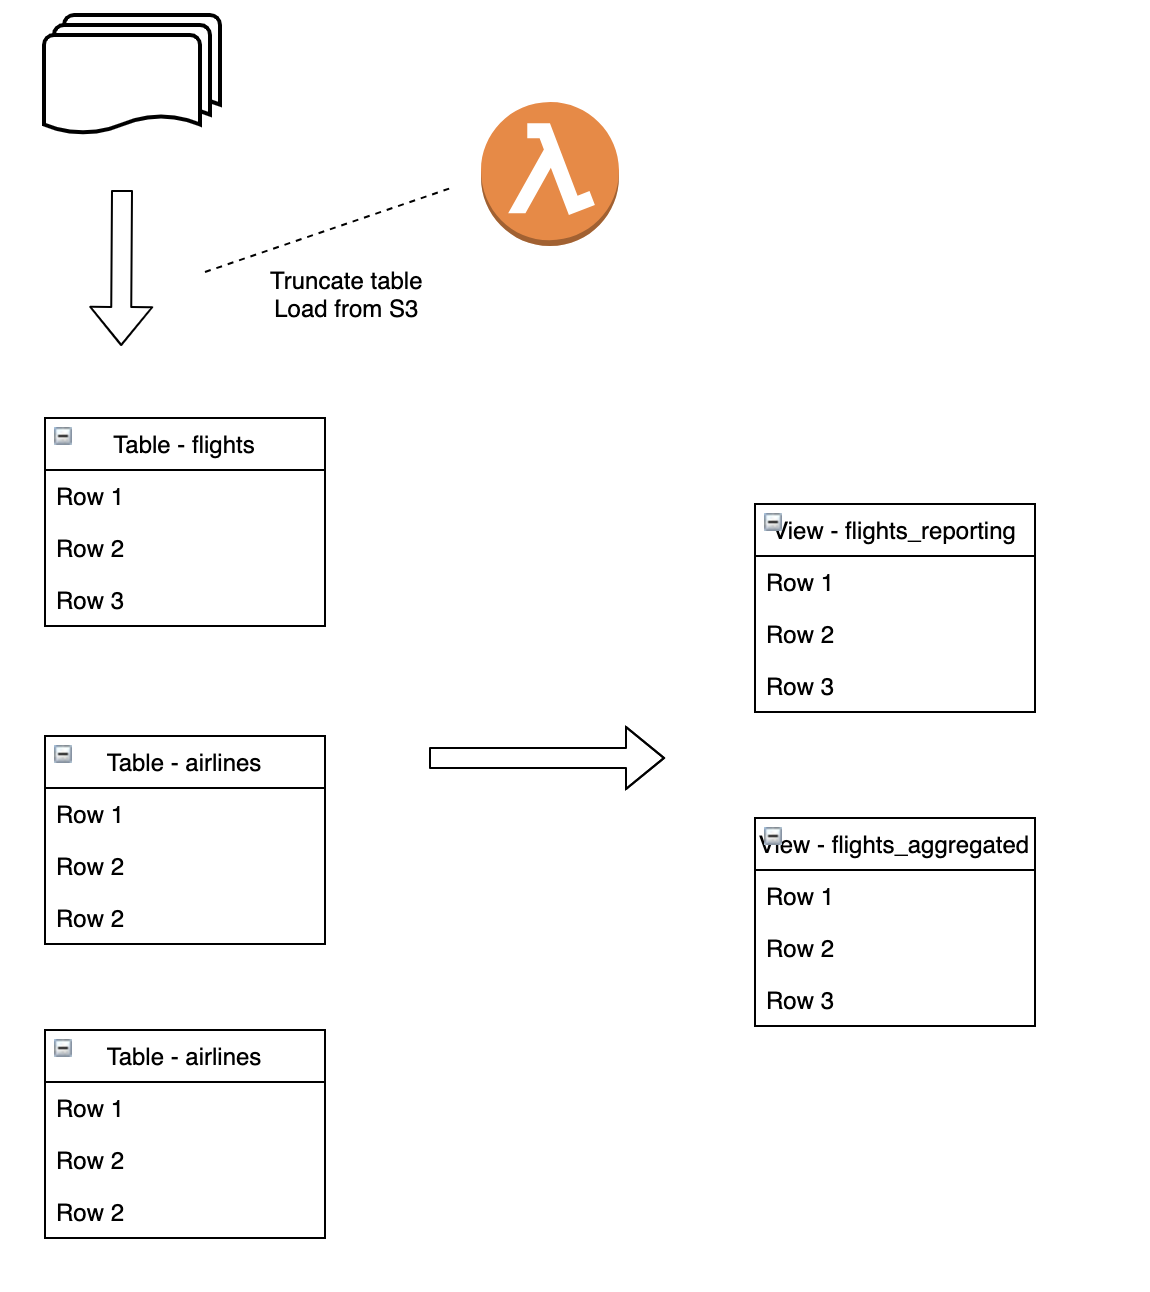 Truncate table
Load from S3
Table - flights
Row 1
Row 2
Row 3
Table - airlines
Row 1
Row 2
Row 2
Table - airlines
Row 1
Row 2
Row 2
View - flights_reporting
Row 1
Row 2
Row 3
View - flights_aggregated
Row 1
Row 2
Row 3